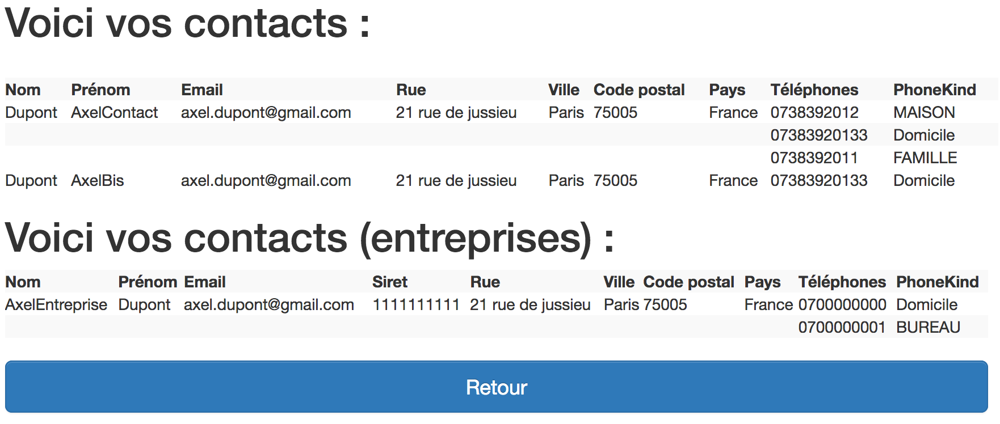 Voici vos contacts :
Nom Prénom Email Rue Ville Code postal Pays Téléphones PhoneKind
Dupont AxelContact axel.dupont@gmail.com 21 rue de jussieu Paris 75005 France 0738392012 MAISON
07383920133 Domicile
0738392011 FAMILLE
Dupont AxelBis axel.dupont@gmail.com 21 rue de jussieu Paris 75005 France 07383920133 Domicile
Voici vos contacts (entreprises) :
Nom Prénom Email Siret Rue Ville Code postal Pays Téléphones PhoneKind
AxelEntreprise Dupont axel.dupont@gmail.com 1111111111 21 rue de jussieu Paris 75005 France 0700000000 Domicile
0700000001 BUREAU
Retour